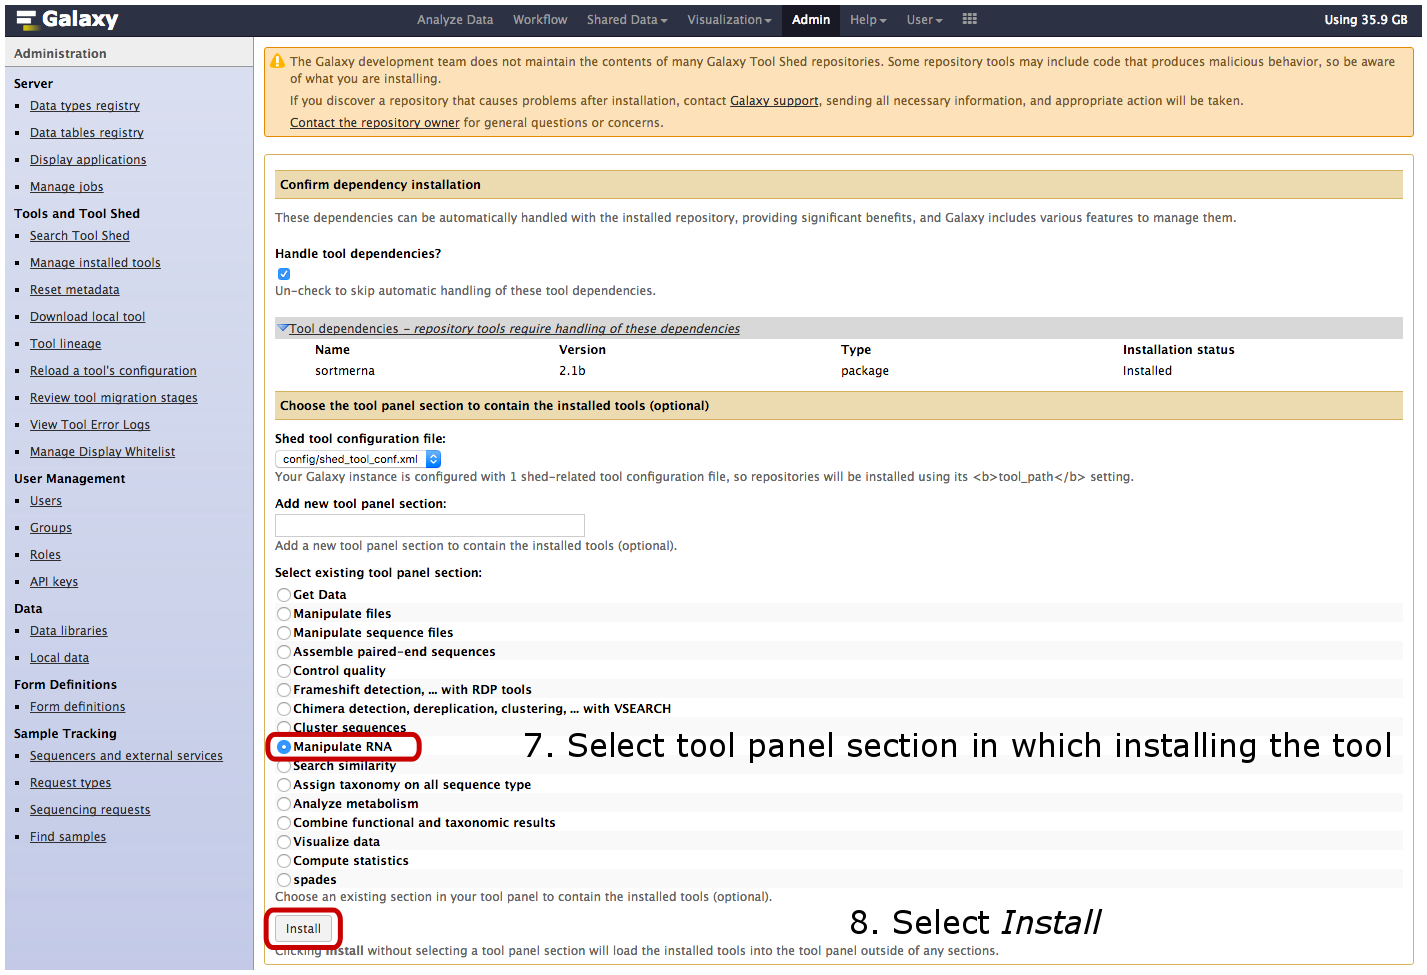 Galaxy
Analyze Data Workflow Shared Data Visualization Admin Help User Using 35.9 GB
Administration
Server
Data types registry
Data tables registry
Display applications
Manage jobs
Tools and Tool Shed
Search Tool Shed
Manage installed tools
Reset metadata
Download local tool
Tool lineage
Reload a tool's configuration
Review tool migration stages
View Tool Error Logs
Manage Display Whitelist
User Management
Users
Groups
Roles
API keys
Data
Data libraries
Local data
Form Definitions
Form definitions
Sample Tracking
Sequencers and external services
Request types
Sequencing requests
Find samples
The Galaxy development team does not maintain the contents of many Galaxy Tool Shed repositories. Some repository tools may include code that produces malicious behavior, so be aware
of what you are installing.
If you discover a repository that causes problems after installation, contact Galaxy support, sending all necessary information, and appropriate action will be taken.
Contact the repository owner for general questions or concerns.
Confirm dependency installation
These dependencies can be automatically handled with the installed repository, providing significant benefits, and Galaxy includes various features to manage them.
Handle tool dependencies?
Un-check to skip automatic handling of these tool dependencies.
Tool dependencies - repository tools require handling of these dependencies
Name Version Type Installation status
sortmerna 2.1b package Installed
Choose the tool panel section to contain the installed tools (optional)
Shed tool configuration file:
config/shed_tool_conf.xml
Your Galaxy instance is configured with 1 shed-related tool configuration file, so repositories will be installed using its <b>tool_path</b> setting.
Add new tool panel section:
Add a new tool panel section to contain the installed tools (optional).
Select existing tool panel section:
Get Data
Manipulate files
Manipulate sequence files
Assemble paired-end sequences
Control quality
Frameshift detection, ... with RDP tools
Chimera detection, dereplication, clustering, ... with VSEARCH
Cluster sequences
Manipulate RNA
7. Select tool panel section in which installing the tool
Search similarity
Assign taxonomy on all sequence type
Analyze metabolism
Combine functional and taxonomic results
Visualize data
Compute statistics
spades
Choose an existing section in your tool panel to contain the installed tools (optional).
Install
8. Select Install
Clicking Install without selecting a tool panel section will load the installed tools into the tool panel outside of any sections.